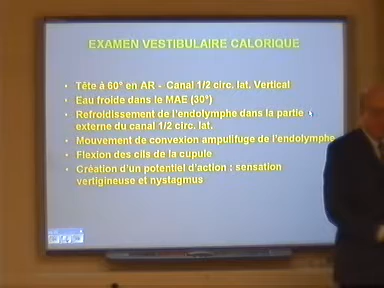 EXAMEN VESTIBULAIRE CALORIQUE
• Tête à 60° en AR - Canal 1/2 circ. lat. Vertical
• Eau froide dans le MAE (30°)
• Refroidissement de l'endolymphe dans la partie
externe du canal 1/2 circ. lat.
• Mouvement de convexion ampulifuge de l'endolymphe
• Flexion des cils de la cupule
• Création d'un potentiel d'action : sensation
vertigineuse et nystagmus